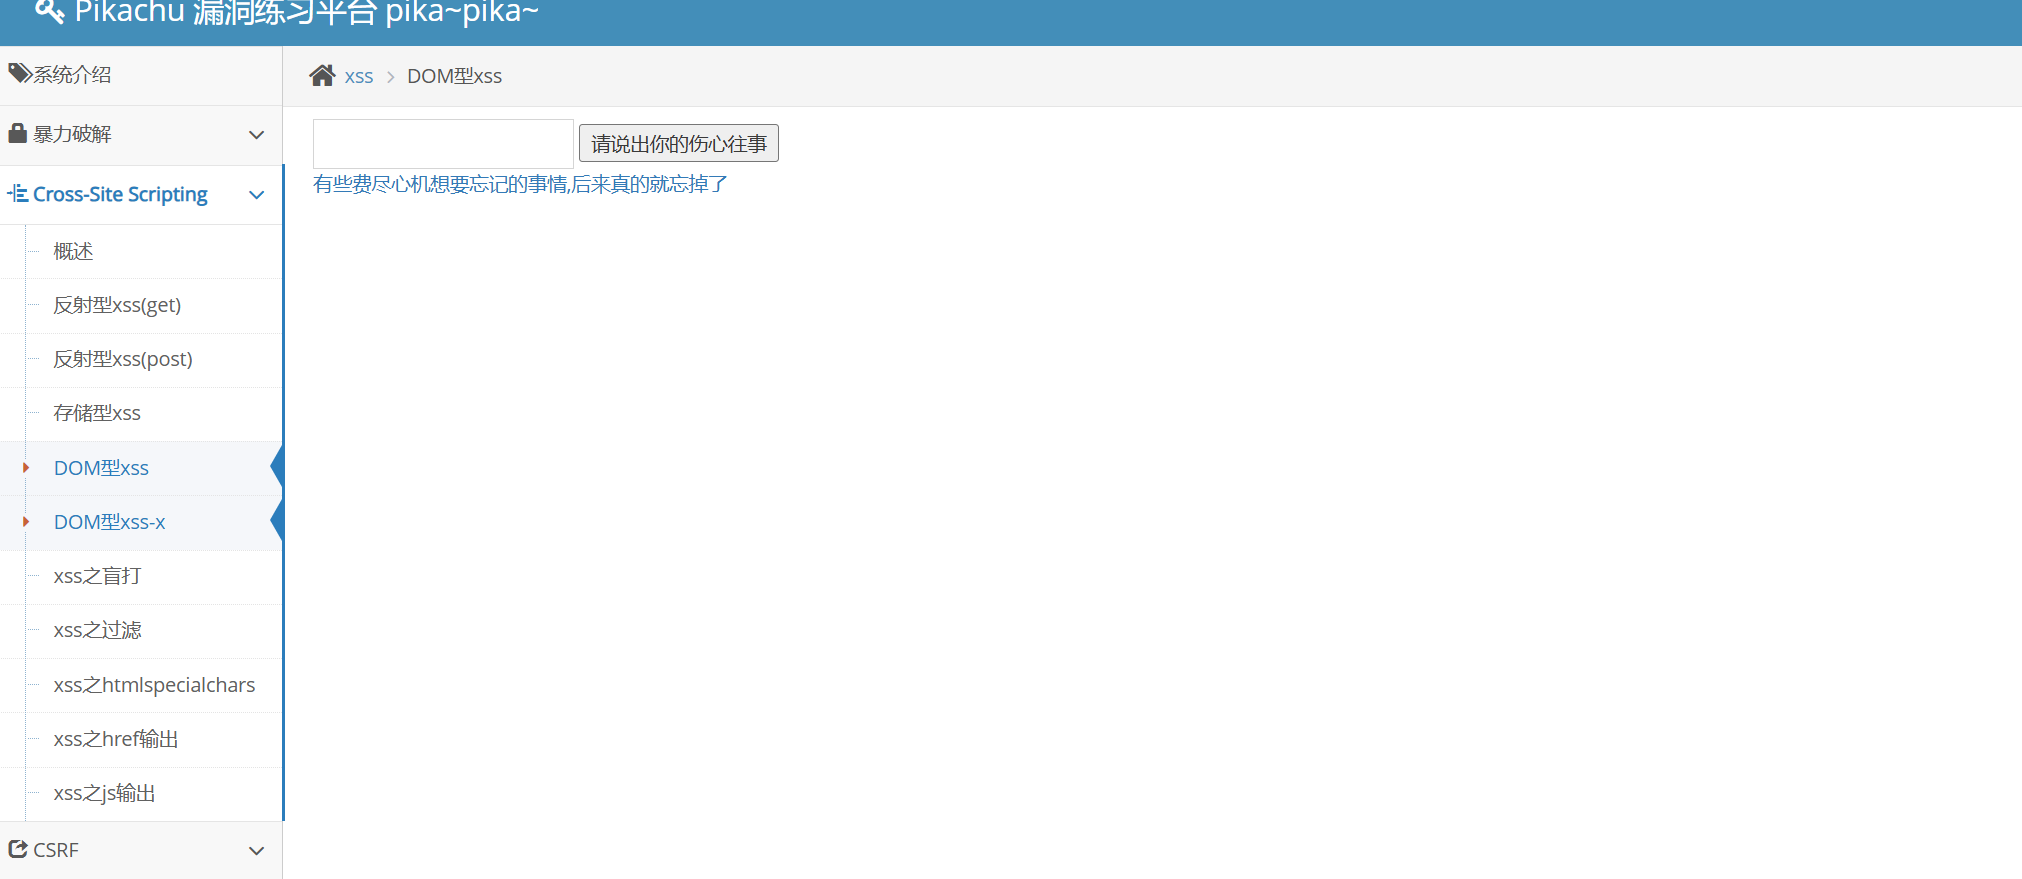 Pikachu 漏洞练习平台 pika~pika~
系统介绍
xss > DOM型xss
暴力破解
请说出你的伤心往事
有些费尽心机想要忘记的事情,后来真的就忘掉了
Cross-Site Scripting
概述
反射型xss(get)
反射型xss(post)
存储型xss
DOM型xss
DOM型xss-x
xss之盲打
xss之过滤
xss之htmlspecialchars
xss之href输出
xss之js输出
CSRF